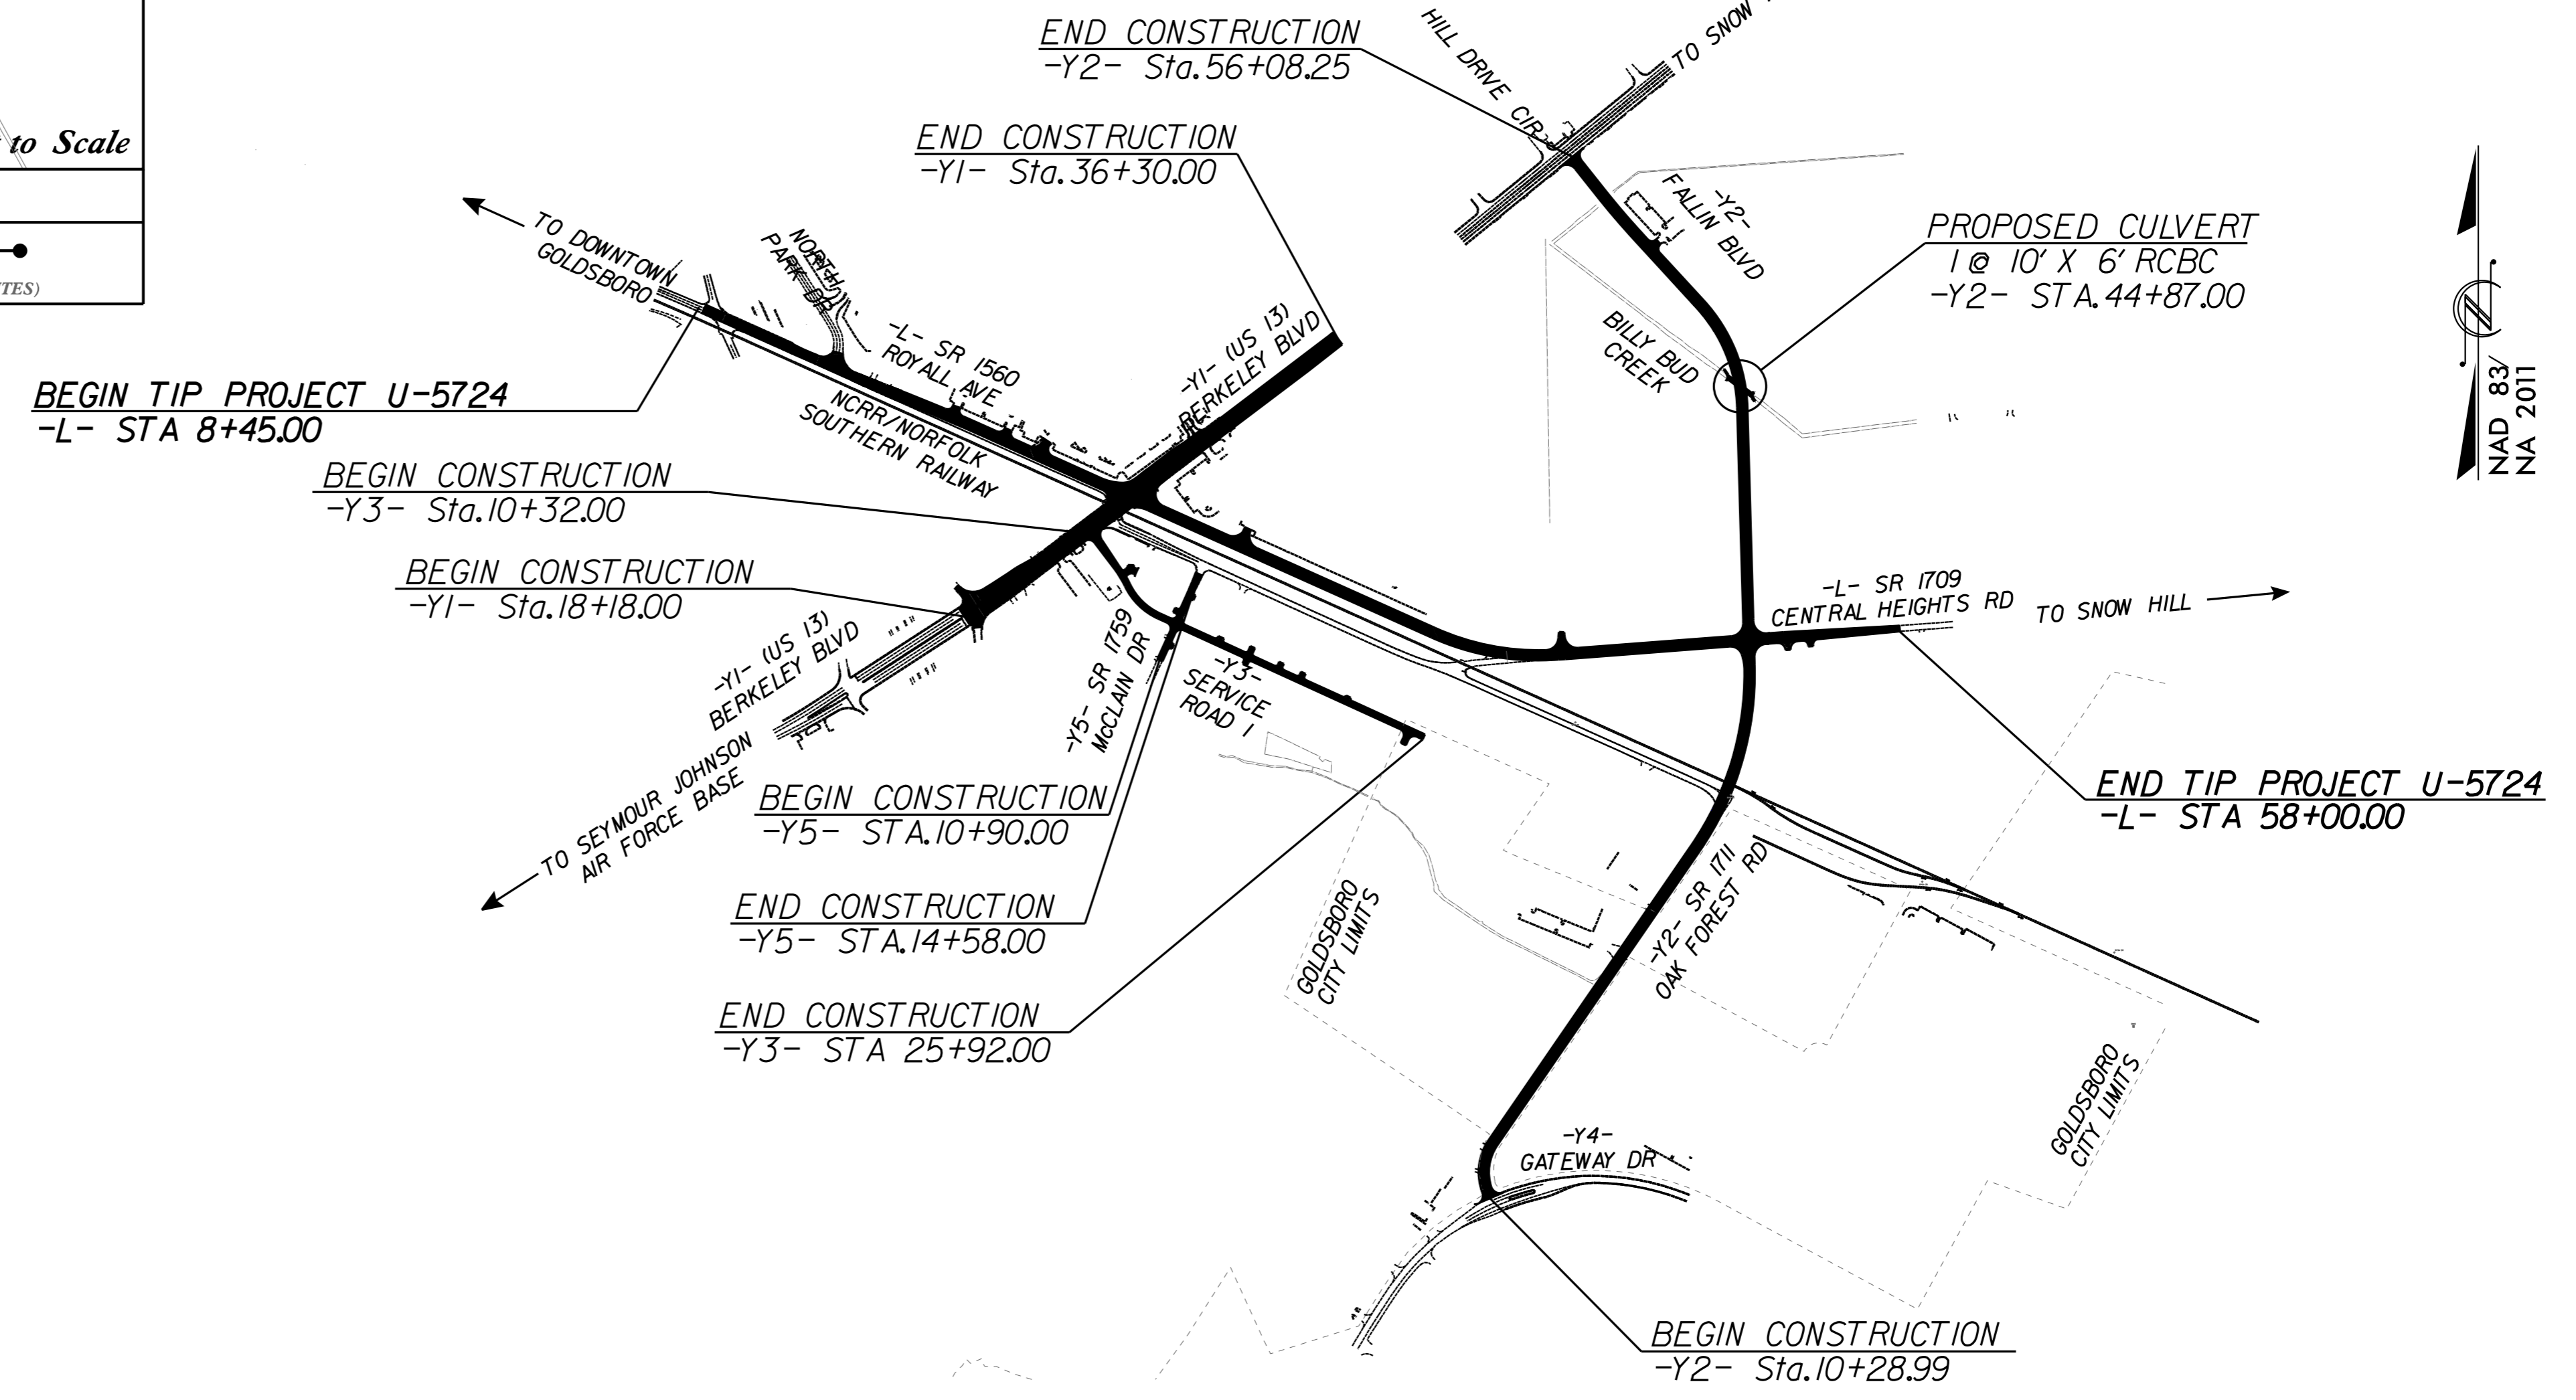 to Scale
TES)
END CONSTRUCTION
-Y2- Sta.56+08.25
HILL DRIVE CIR
TO SNOW
END CONSTRUCTION
-Y1- Sta.36+30.00
TO DOWNTOWN
GOLDSBORO
NORTH
PARK DR
-Y2-
FALLIN BLVD
PROPOSED CULVERT
1 @ 10' X 6' RCBC
-Y2- STA.44+87.00
-L- SR 1560
ROYALL AVE
-Y1- (US 13)
BERKELEY BLVD
BILLY BUD
CREEK
NAD 83/
NA 2011
BEGIN TIP PROJECT U-5724
-L- STA 8+45.00
NCRR/NORFOLK
SOUTHERN RAILWAY
BEGIN CONSTRUCTION
-Y3- Sta.10+32.00
BEGIN CONSTRUCTION
-Y1- Sta.18+18.00
-L- SR 1709
CENTRAL HEIGHTS RD
TO SNOW HILL
-Y1- (US 13)
BERKELEY BLVD
-Y5- SR 1759
McCLAIN DR
-Y3-
SERVICE
ROAD 1
TO SEYMOUR JOHNSON
AIR FORCE BASE
BEGIN CONSTRUCTION
-Y5- STA.10+90.00
END TIP PROJECT U-5724
-L- STA 58+00.00
END CONSTRUCTION
-Y5- STA.14+58.00
GOLDSBORO
CITY LIMITS
-Y2- SR 1711
OAK FOREST RD
END CONSTRUCTION
-Y3- STA 25+92.00
GOLDSBORO
CITY LIMITS
-Y4-
GATEWAY DR
BEGIN CONSTRUCTION
-Y2- Sta.10+28.99